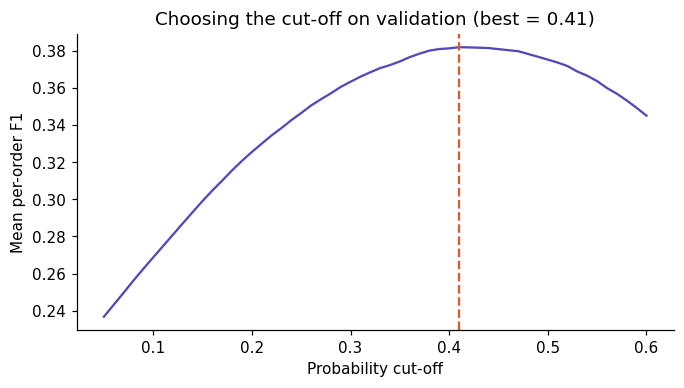 Choosing the cut-off on validation (best = 0.41)
Mean per-order F1
0.38
0.36
0.34
0.32
0.30
0.28
0.26
0.24
0.1 0.2 0.3 0.4 0.5 0.6
Probability cut-off